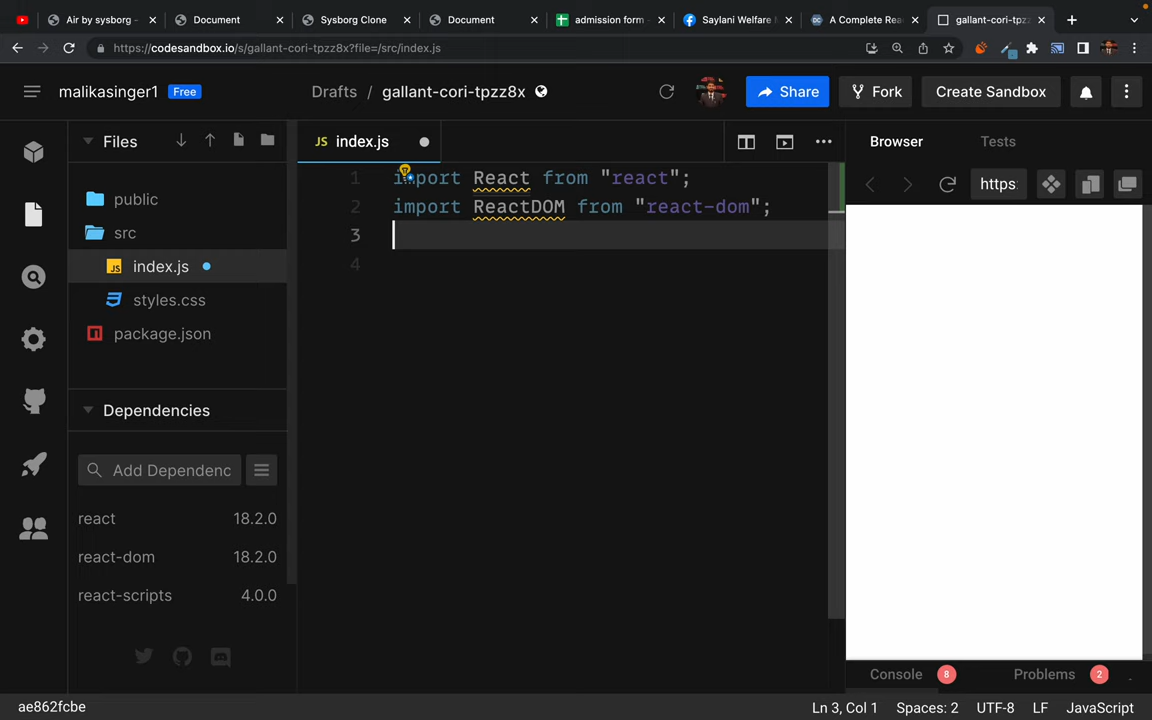 Air by sysborg -
Document
Sysborg Clone
Document
admission form -
Saylani Welfare
A Complete Rea
gallant-cori-tpzz
https://codesandbox.io/s/gallant-cori-tpzz8x?file=/src/index.js
malikasinger1
Free
Drafts / gallant-cori-tpzz8x
Share
Fork
Create Sandbox
Files
JS index.js
Browser
Tests
https:
public
src
JS index.js
styles.css
package.json
1 import React from "react";
2 import ReactDOM from "react-dom";
3
4
Dependencies
Add Dependenc
react 18.2.0
react-dom 18.2.0
react-scripts 4.0.0
Console 8
Problems 2
ae862fcbe
Ln 3, Col 1
Spaces: 2
UTF-8
LF
JavaScript